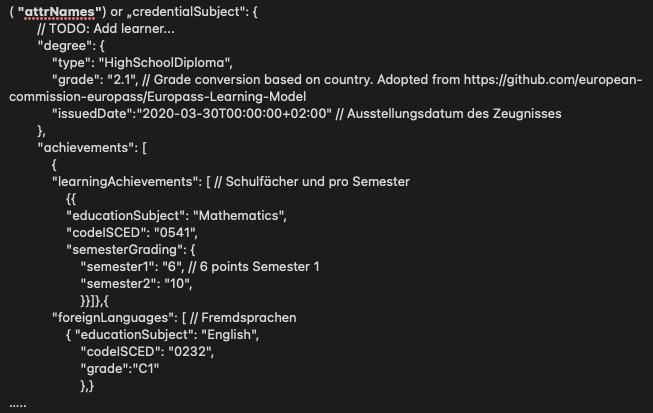 ( "attrNames") or „credentialSubject": {
// TODO: Add learner...
"degree": {
"type": "HighSchoolDiploma",
"grade": "2.1", // Grade conversion based on country. Adopted from https://github.com/european-
commission-europass/Europass-Learning-Model
"issuedDate":"2020-03-30T00:00:00+02:00" // Ausstellungsdatum des Zeugnisses
},
"achievements": [
{
"learningAchievements": [ // Schulfächer und pro Semester
{{
"educationSubject": "Mathematics",
"codeISCED": "0541",
"semesterGrading": {
"semester1": "6", // 6 points Semester 1
"semester2": "10",
}}]},{
"foreignLanguages": [ // Fremdsprachen
{ "educationSubject": "English",
"codeISCED": "0232",
"grade":"C1"
},}
.....